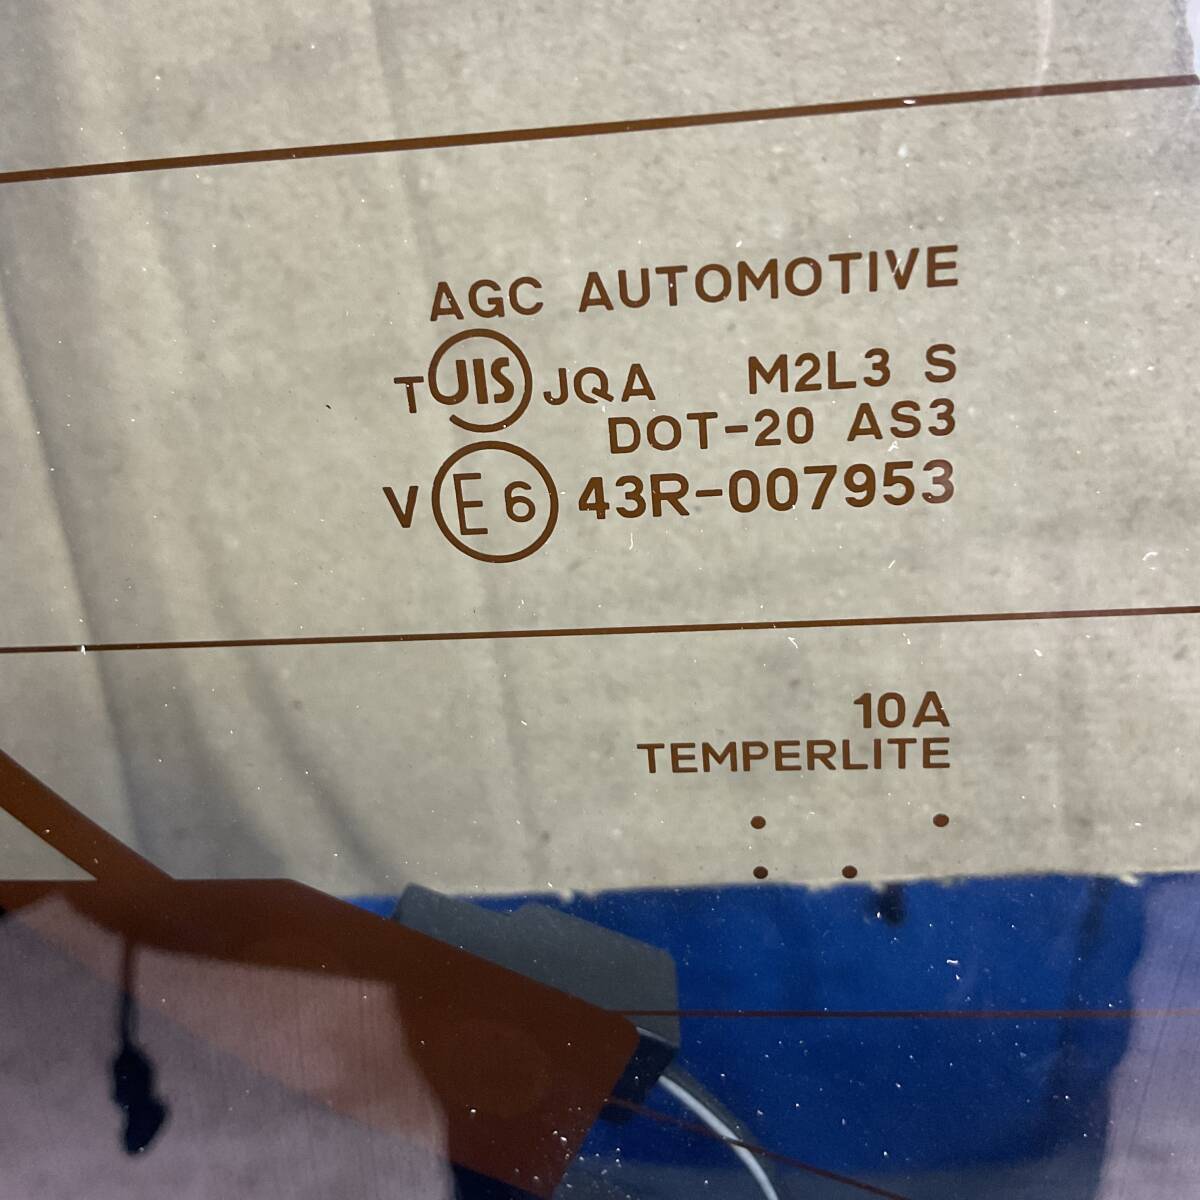 AGC AUTOMOTIVE
T JIS JQA M2L3 S
DOT-20 AS3
V E6 43R-007953
10A
TEMPERLITE